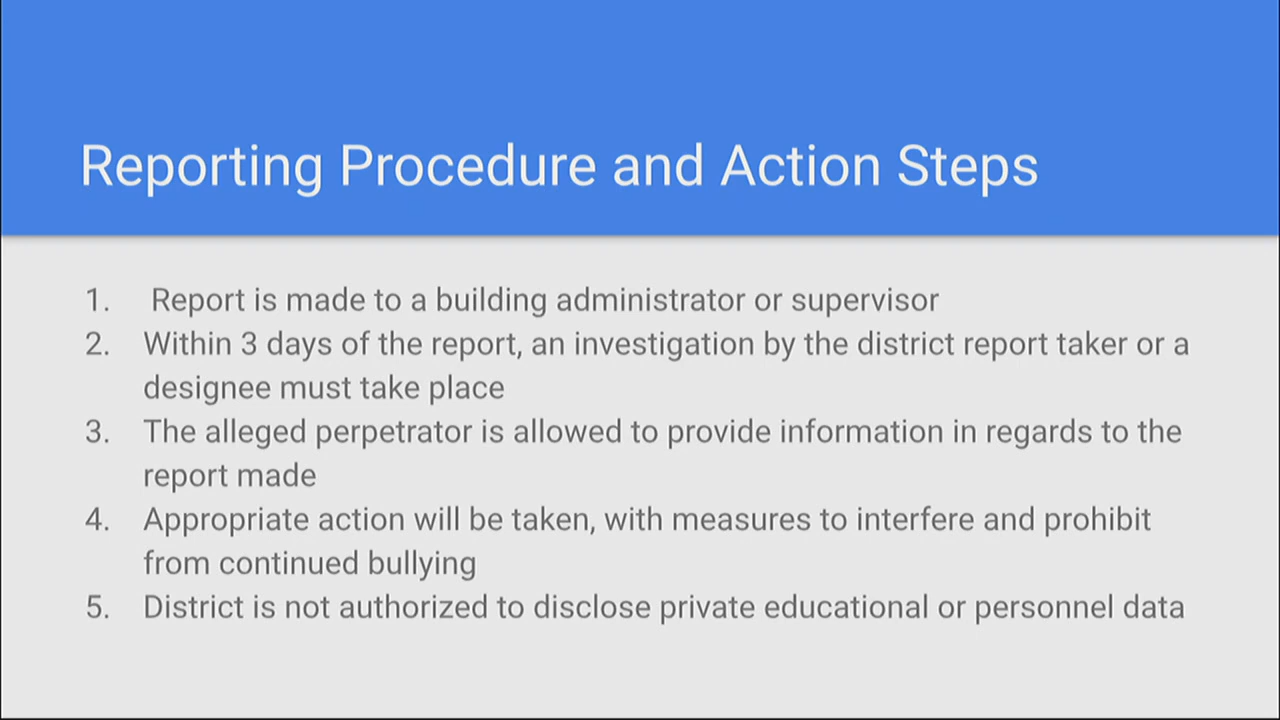 Reporting Procedure and Action Steps
1. Report is made to a building administrator or supervisor
2. Within 3 days of the report, an investigation by the district report taker or a
designee must take place
3. The alleged perpetrator is allowed to provide information in regards to the
report made
4. Appropriate action will be taken, with measures to interfere and prohibit
from continued bullying
5. District is not authorized to disclose private educational or personnel data